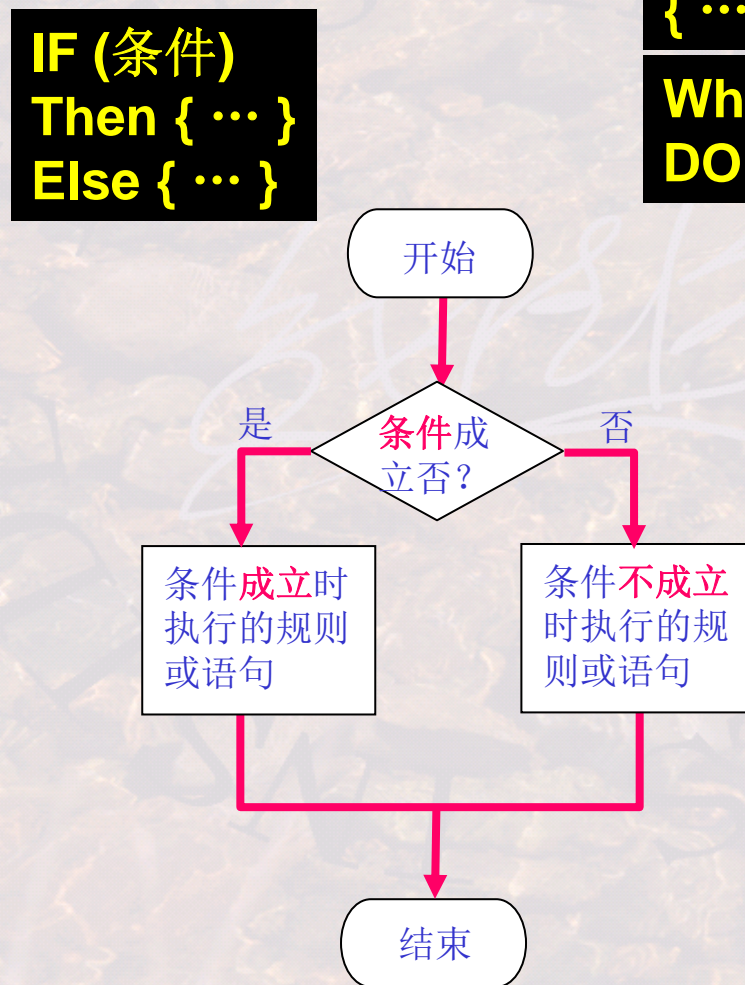 IF (条件)
Then { ··· }
Else { ··· }
{ ···
Wh
DO
开始
条件成
立否？
是
否
条件成立时
执行的规则
或语句
条件不成立
时执行的规
则或语句
结束